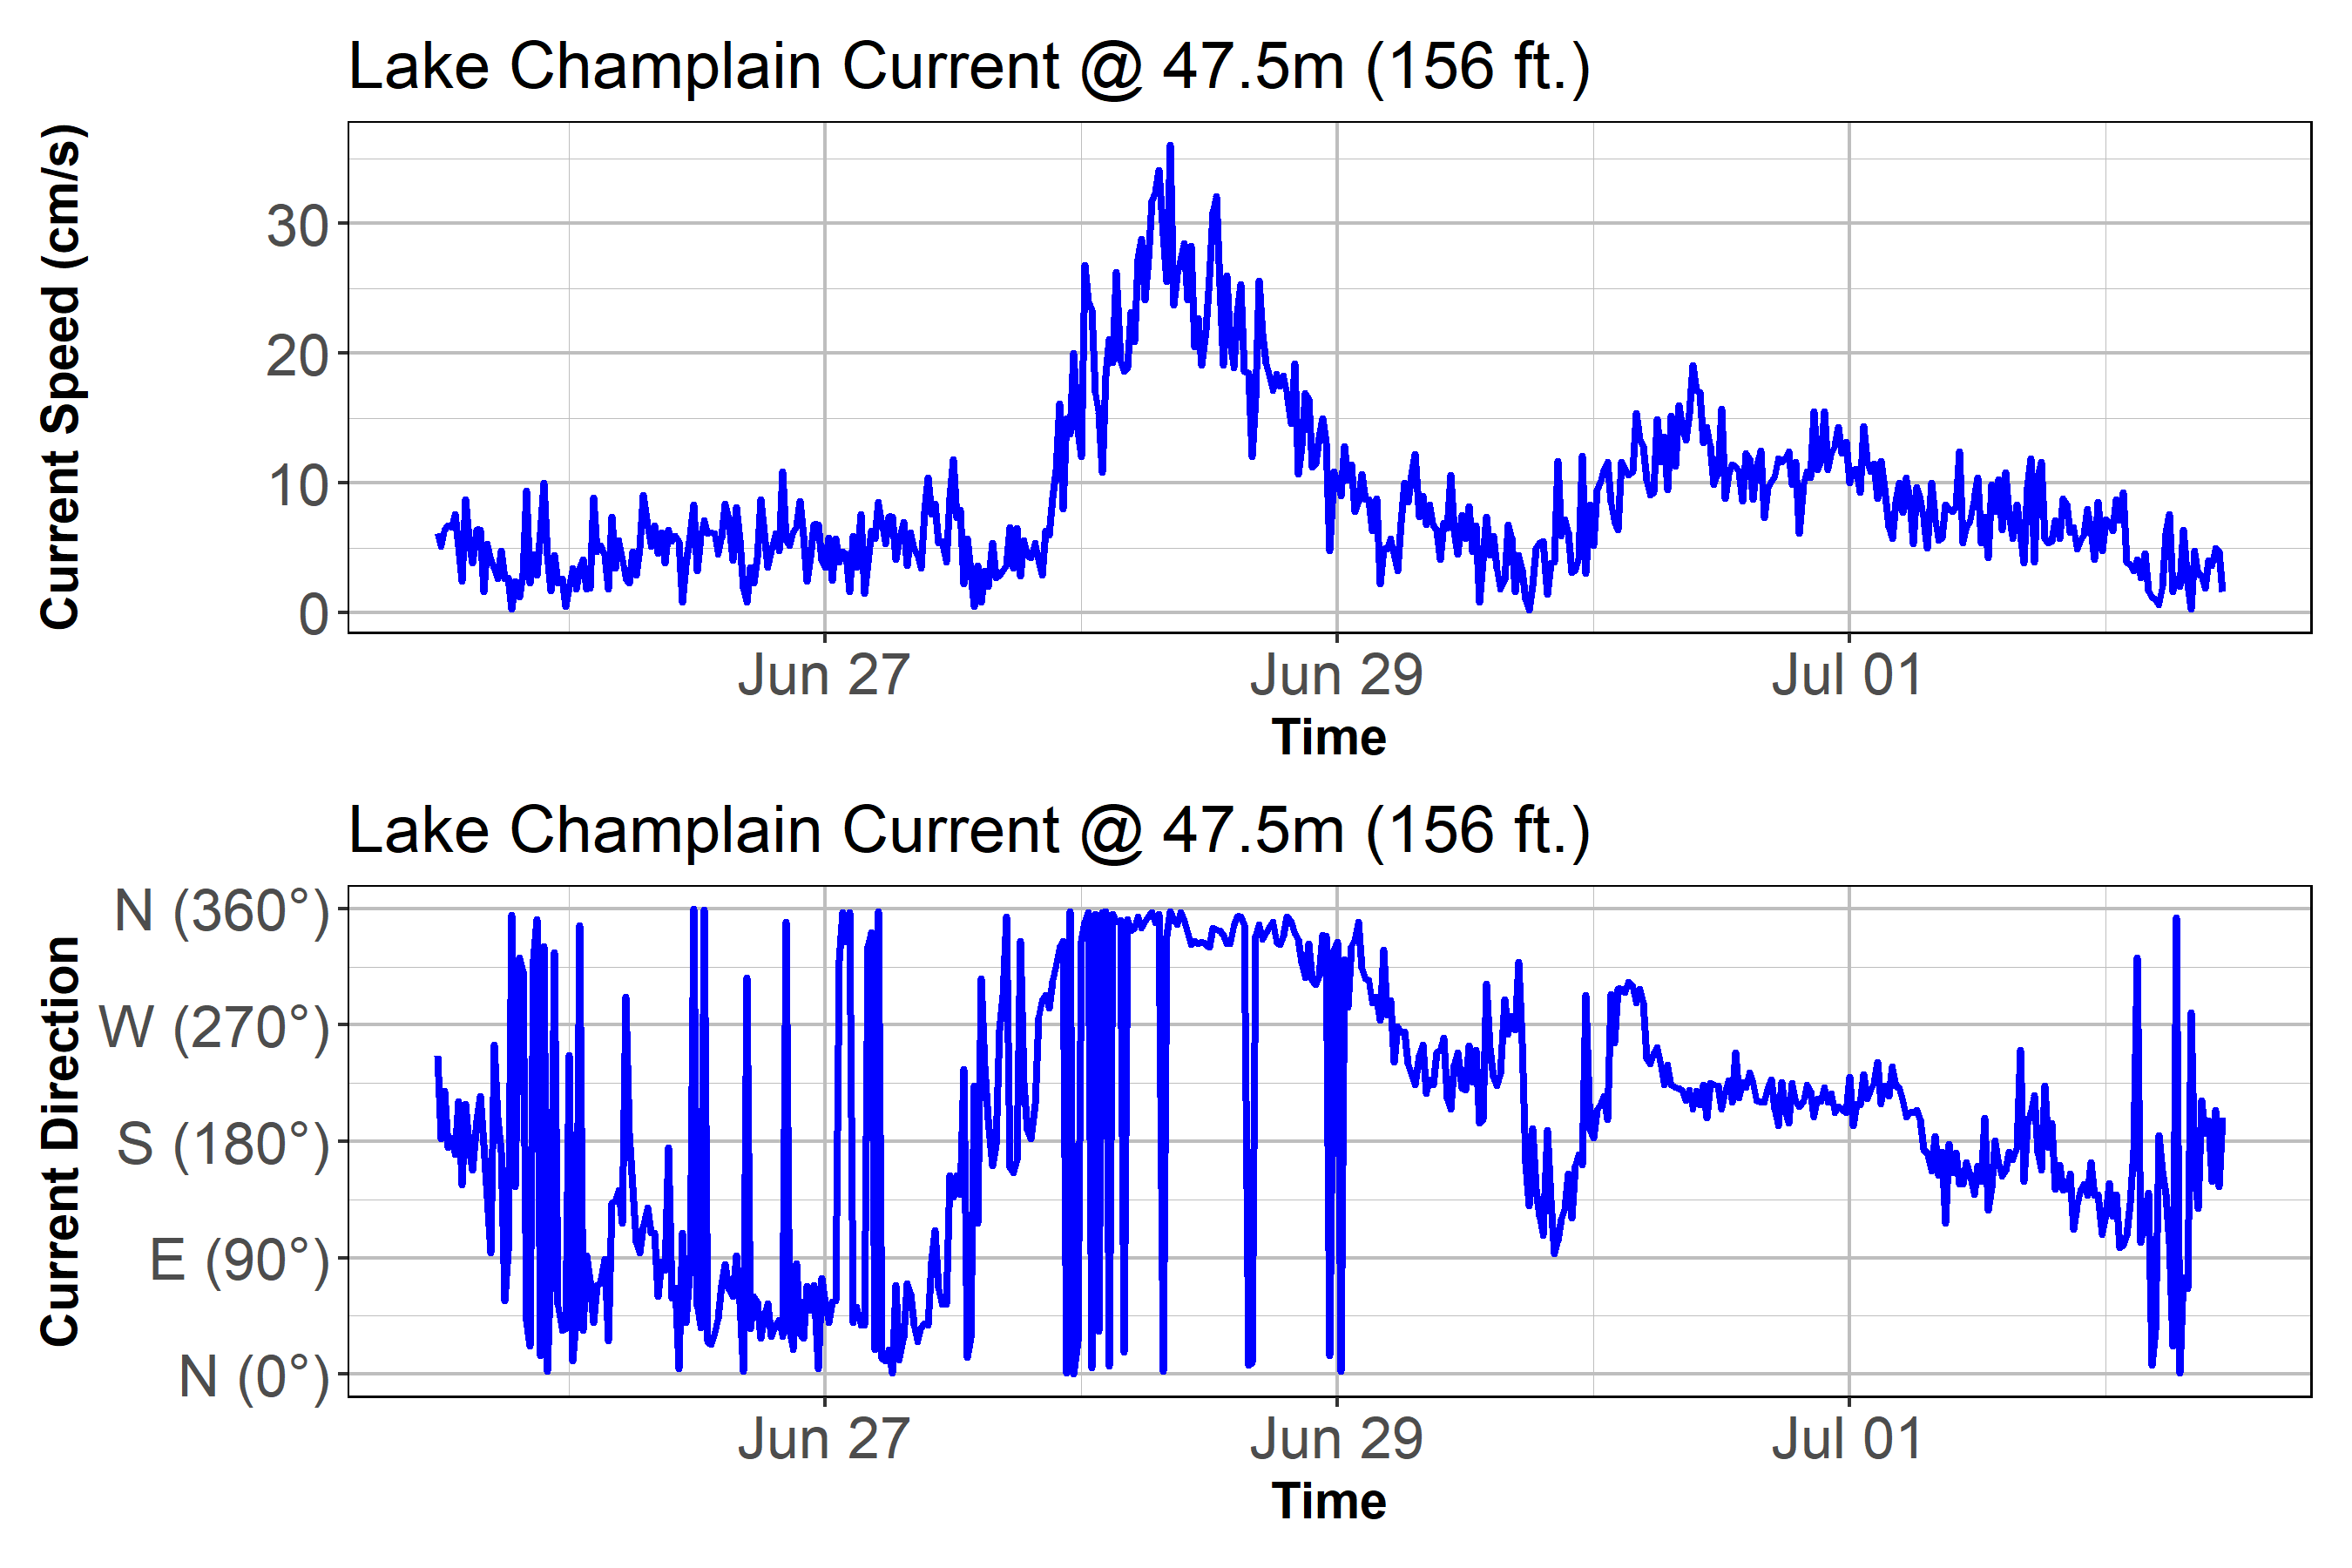 Lake Champlain Current @ 47.5m (156 ft.)
Current Speed (cm/s)
30
20
10
0
Jun 27 Jun 29 Jul 01
Time
Lake Champlain Current @ 47.5m (156 ft.)
Current Direction
N (360°)
W (270°)
S (180°)
E (90°)
N (0°)
Jun 27 Jun 29 Jul 01
Time